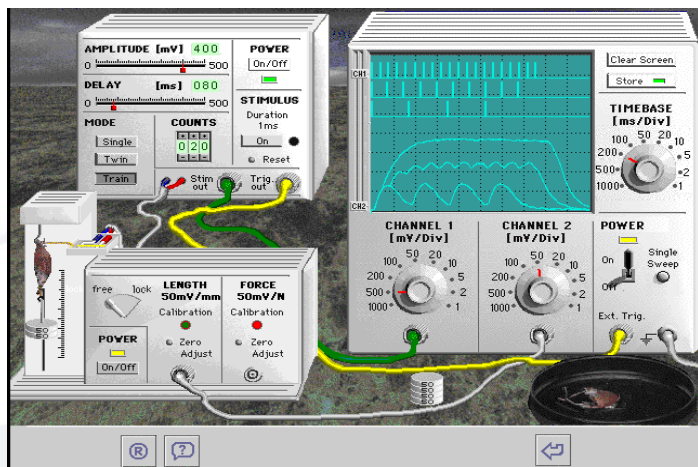 AMPLITUDE [mV] 400
0 500
DELAY [ms] 080
0 500
MODE
Single
Twin
Train
COUNTS
020
POWER
On/Off
STIMULUS
Duration
1ms
On
Reset
Stim out
Trig. out
CH1
CH2
Clear Screen
Store
TIMEBASE
[ms/Div]
1000 500 200 100 50 20 10 5 2 1
CHANNEL 1
[mV/Div]
1000 500 200 100 50 20 10 5 2 1
CHANNEL 2
[mV/Div]
1000 500 200 100 50 20 10 5 2 1
POWER
On
Off
Single
Sweep
Ext. Trig.
free lock
POWER
On/Off
LENGTH
50mV/mm
Calibration
Zero
Adjust
FORCE
50mV/N
Calibration
Zero
Adjust
50
50
50
R
?